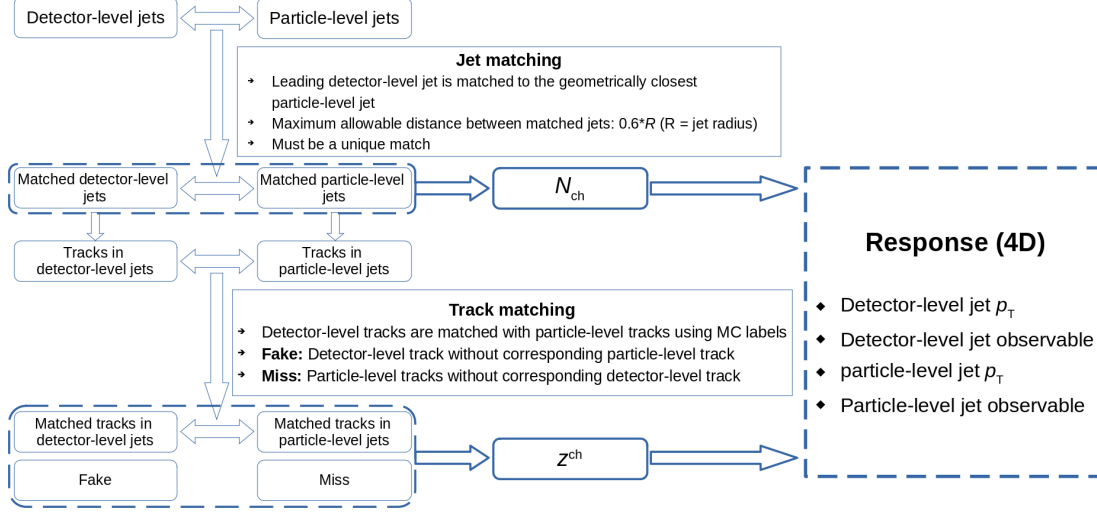 Detector-level jets
Particle-level jets
Jet matching
➔ Leading detector-level jet is matched to the geometrically closest
particle-level jet
➔ Maximum allowable distance between matched jets: 0.6*R (R = jet radius)
➔ Must be a unique match
Matched detector-level
jets
Matched particle-level
jets
N_ch
Tracks in
detector-level jets
Tracks in
particle-level jets
Track matching
➔ Detector-level tracks are matched with particle-level tracks using MC labels
➔ Fake: Detector-level track without corresponding particle-level track
➔ Miss: Particle-level tracks without corresponding detector-level track
Matched tracks in
detector-level jets
Matched tracks in
particle-level jets
Fake
Miss
z^ch
Response (4D)
◆ Detector-level jet p_T
◆ Detector-level jet observable
◆ particle-level jet p_T
◆ Particle-level jet observable